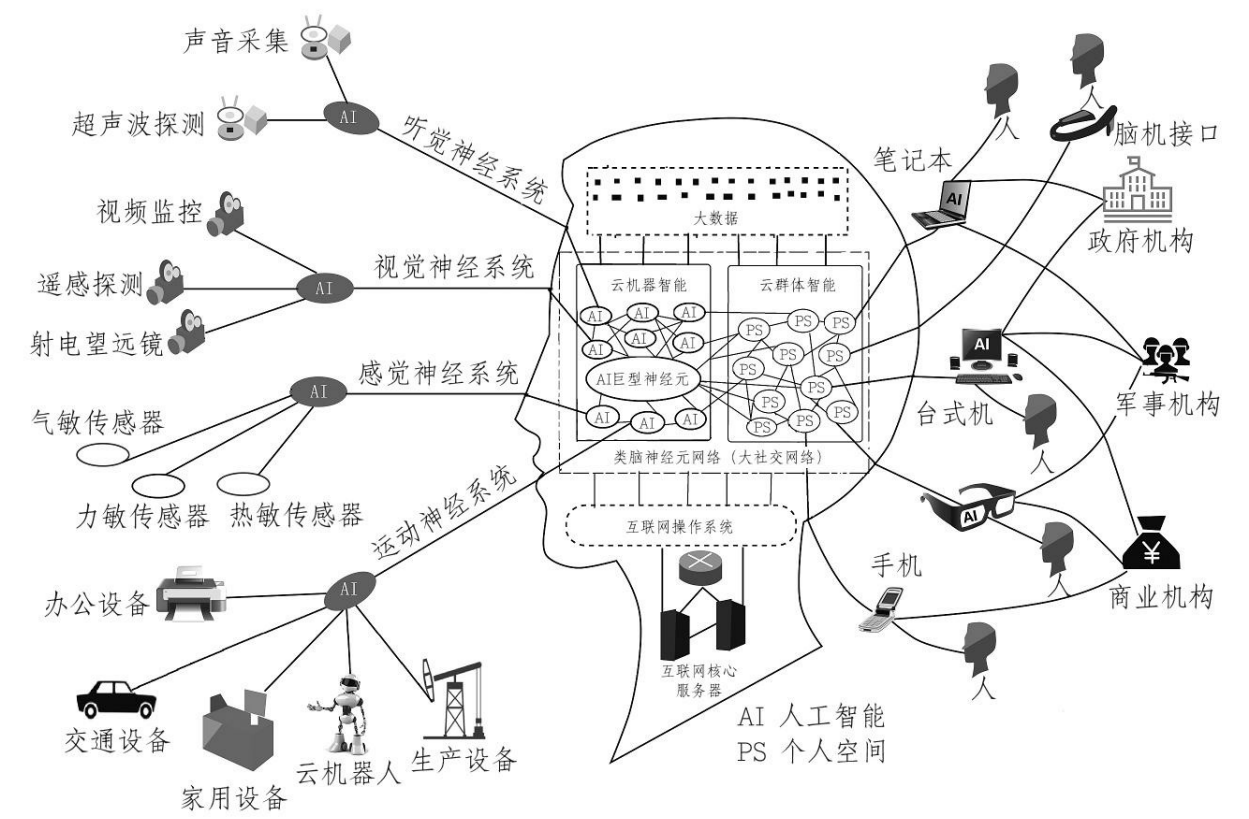 声音采集
AI
超声波探测
听觉神经系统
视频监控
遥感探测
AI
视觉神经系统
射电望远镜
AI
感觉神经系统
气敏传感器
力敏传感器
热敏传感器
运动神经系统
AI
办公设备
交通设备
家用设备
云机器人
生产设备
大数据
云机器智能
云群体智能
AI
AI
AI
AI
AI
AI
AI巨型神经元
AI
AI
AI
PS
PS
PS
PS
PS
PS
PS
PS
PS
PS
PS
类脑神经元网络（大社交网络）
互联网操作系统
互联网核心
服务器
AI 人工智能
PS 个人空间
人
人
笔记本
AI
脑机接口
政府机构
AI
台式机
人
军事机构
AI
人
手机
商业机构
¥
人